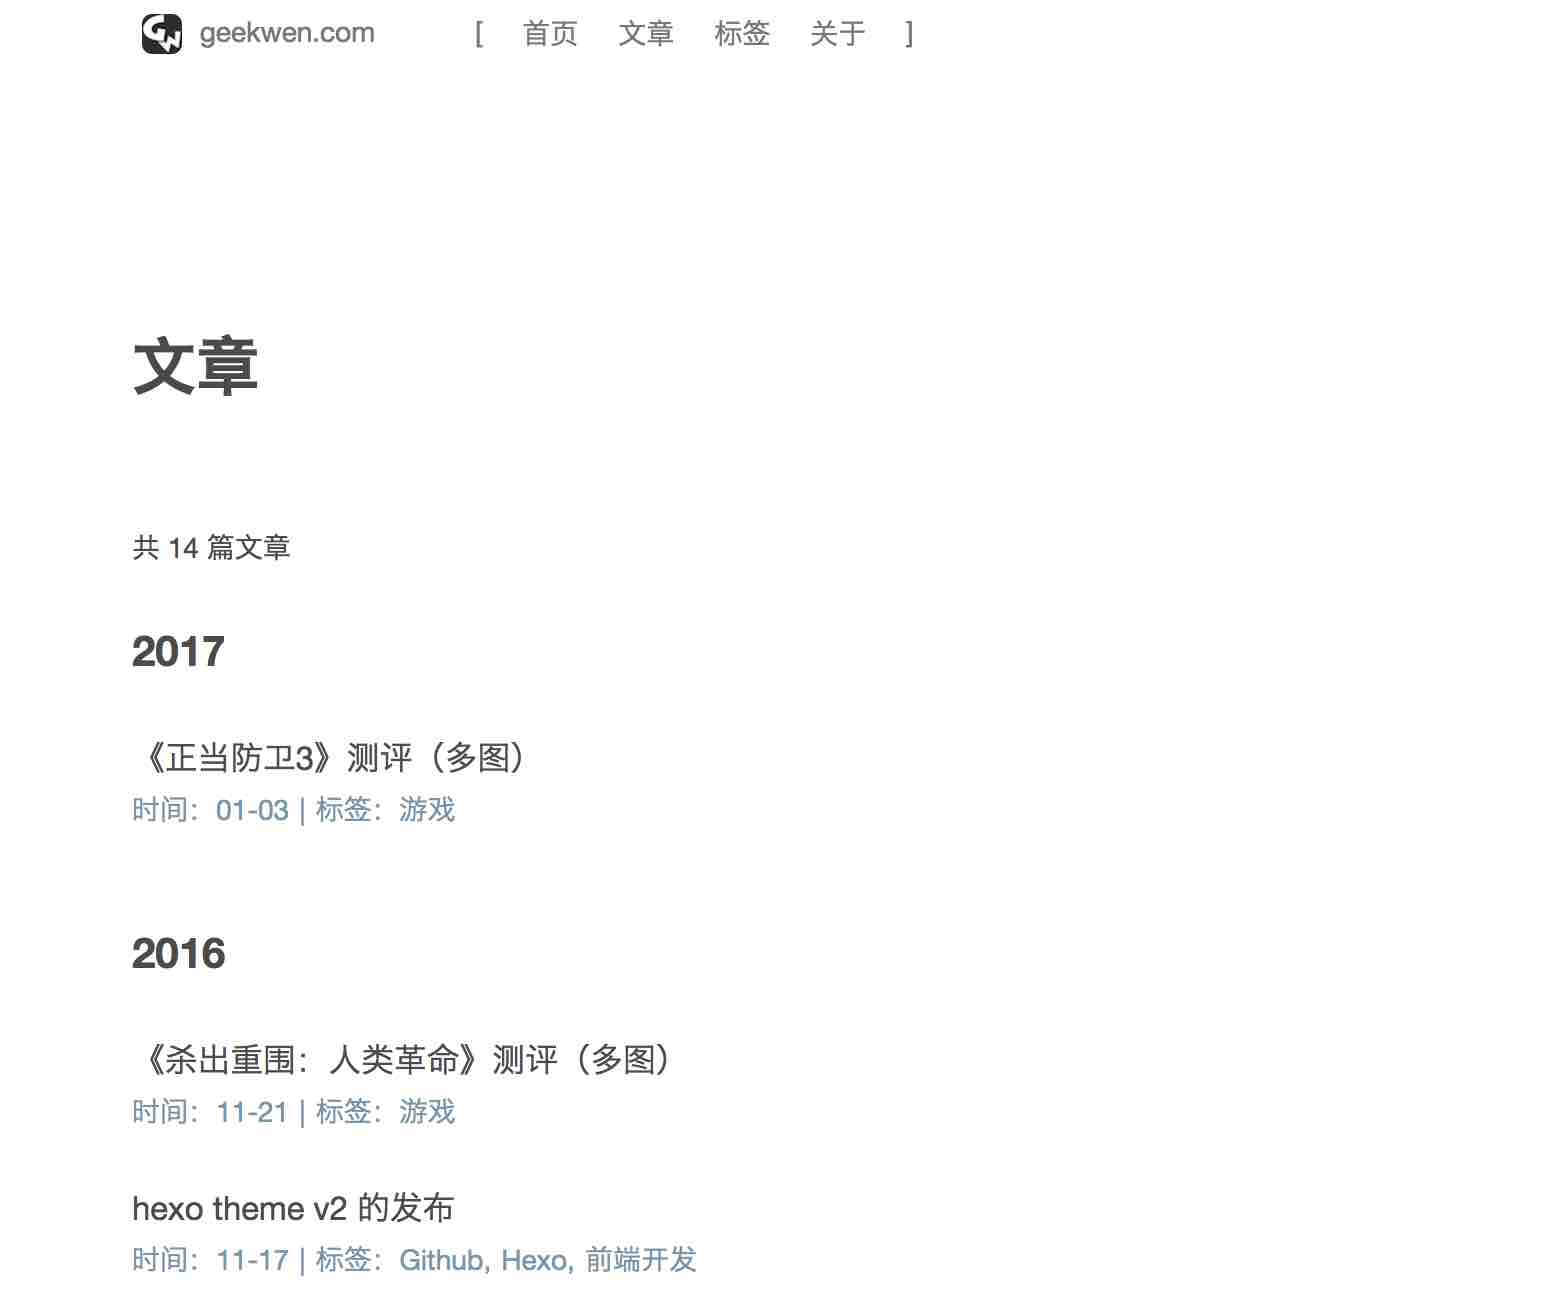 GW geekwen.com [ 首页 文章 标签 关于 ]
文章
共 14 篇文章
2017
《正当防卫3》测评（多图）
时间：01-03 | 标签：游戏
2016
《杀出重围：人类革命》测评（多图）
时间：11-21 | 标签：游戏
hexo theme v2 的发布
时间：11-17 | 标签：Github, Hexo, 前端开发